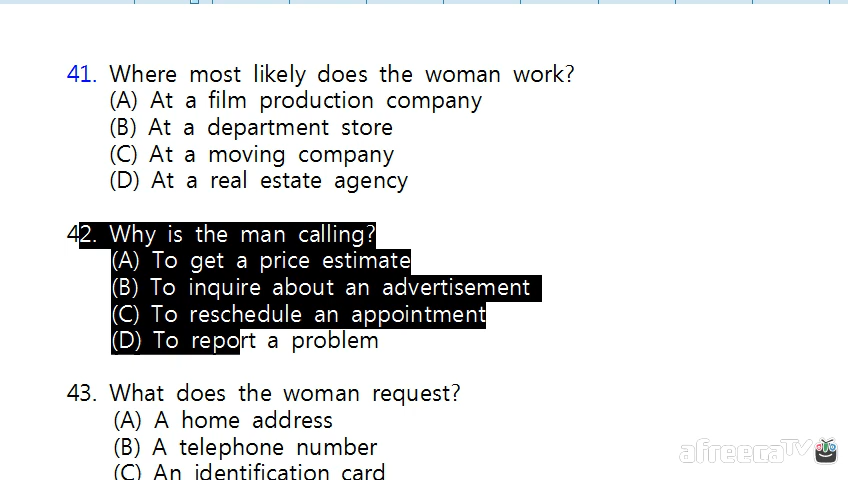 41. Where most likely does the woman work?
(A) At a film production company
(B) At a department store
(C) At a moving company
(D) At a real estate agency
42. Why is the man calling?
(A) To get a price estimate
(B) To inquire about an advertisement
(C) To reschedule an appointment
(D) To report a problem
43. What does the woman request?
(A) A home address
(B) A telephone number
(C) An identification card
afreecaTV